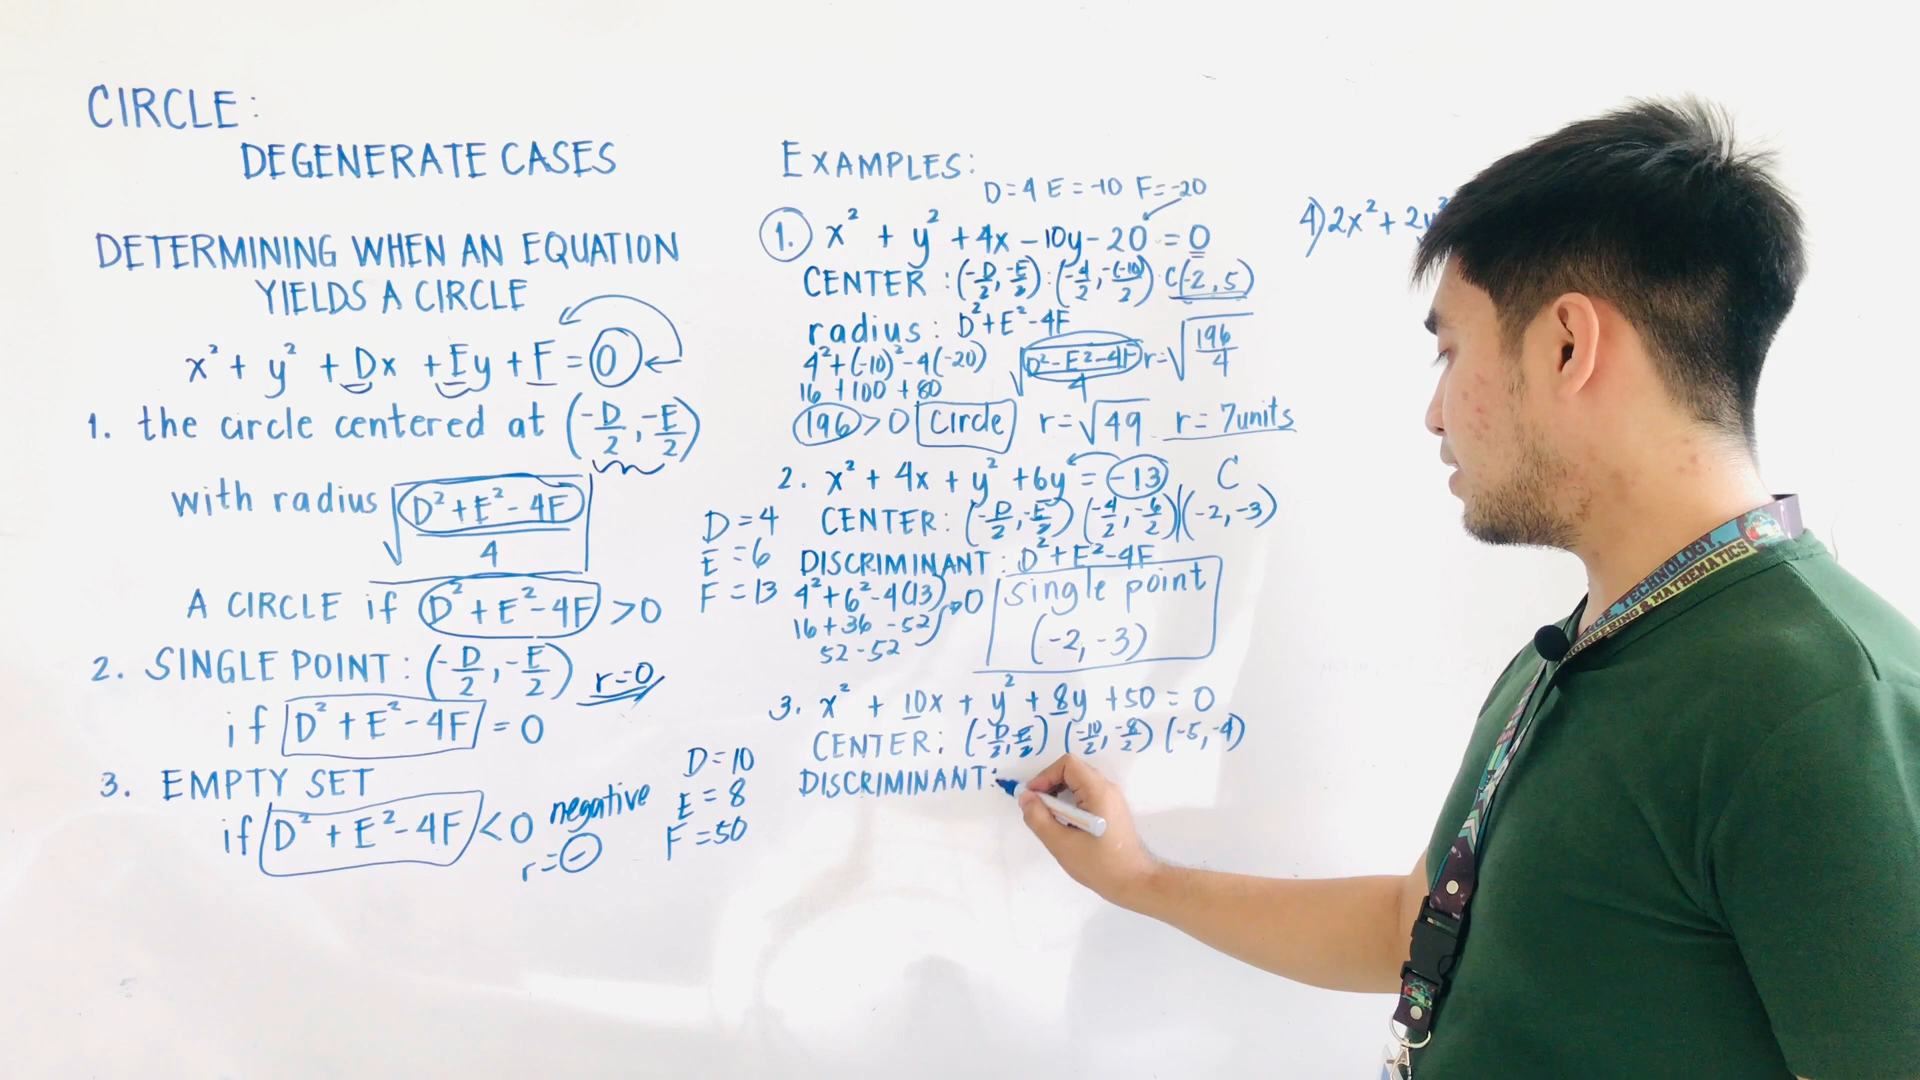 CIRCLE:
DEGENERATE CASES
DETERMINING WHEN AN EQUATION
YIELDS A CIRCLE
x² + y² + Dx + Ey + F = 0
1. the circle centered at (-D/2, -E/2)
with radius √((D² + E² - 4F)/4)
A CIRCLE if D² + E² - 4F > 0
2. SINGLE POINT: (-D/2, -E/2) r=0
if D² + E² - 4F = 0
3. EMPTY SET
if D² + E² - 4F < 0 negative
r = -
EXAMPLES:
D=4 E=-10 F=-20
1. x² + y² + 4x - 10y - 20 = 0
CENTER: (-D/2, -E/2): (-4/2, -(-10)/2) C(-2, 5)
radius: D² + E² - 4F
4² + (-10)² - 4(-20) √((D² - E² - 4F)/4) r = √(196/4)
16 + 100 + 80
196 > 0 Circle r = √49 r = 7 units
2. x² + 4x + y² + 6y = -13 C
D = 4
E = 6
F = 13
CENTER: (-D/2, -E/2) (-4/2, -6/2) (-2, -3)
DISCRIMINANT: D² + E² - 4F
4² + 6² - 4(13) 0
16 + 36 - 52
52 - 52
single point
(-2, -3)
3. x² + 10x + y² + 8y + 50 = 0
D = 10
E = 8
F = 50
CENTER: (-D/2, -E/2) (-10/2, -8/2) (-5, -4)
DISCRIMINANT:
4) 2x² + 2y²
TECHNOLOGY,
ENGINEERING & MATHEMATICS